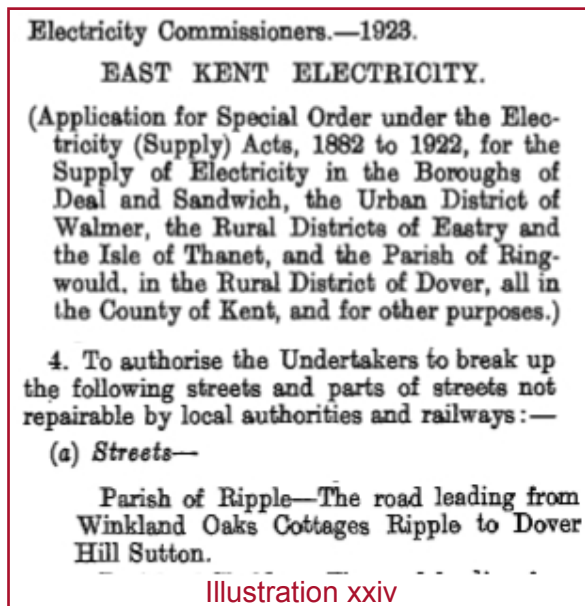 Electricity Commissioners.—1923.
EAST KENT ELECTRICITY.
(Application for Special Order under the Elec-
tricity (Supply) Acts, 1882 to 1922, for the
Supply of Electricity in the Boroughs of
Deal and Sandwich, the Urban District of
Walmer, the Rural Districts of Eastry and
the Isle of Thanet, and the Parish of Ring-
would, in the Rural District of Dover, all in
the County of Kent, and for other purposes.)
4. To authorise the Undertakers to break up
the following streets and parts of streets not
repairable by local authorities and railways:—
(a) Streets—
Parish of Ripple—The road leading from
Winkland Oaks Cottages Ripple to Dover
Hill Sutton.
Illustration xxiv